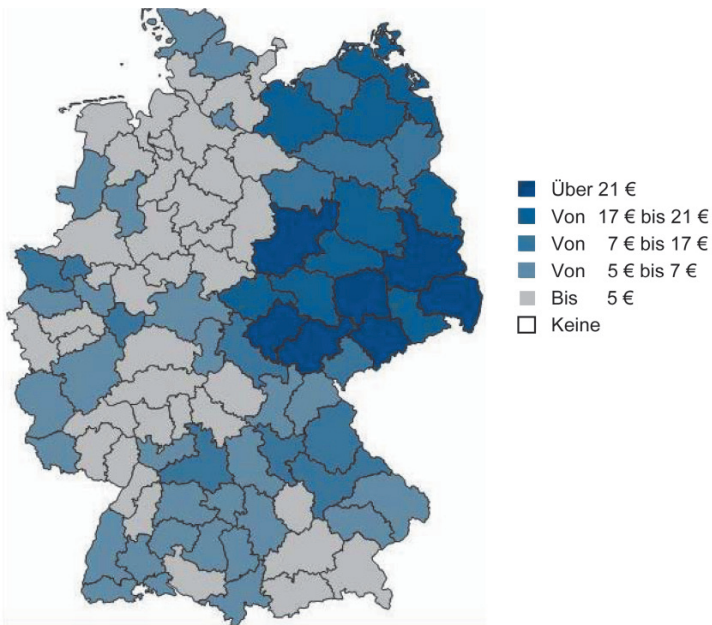 Über 21 €
Von 17 € bis 21 €
Von 7 € bis 17 €
Von 5 € bis 7 €
Bis 5 €
Keine